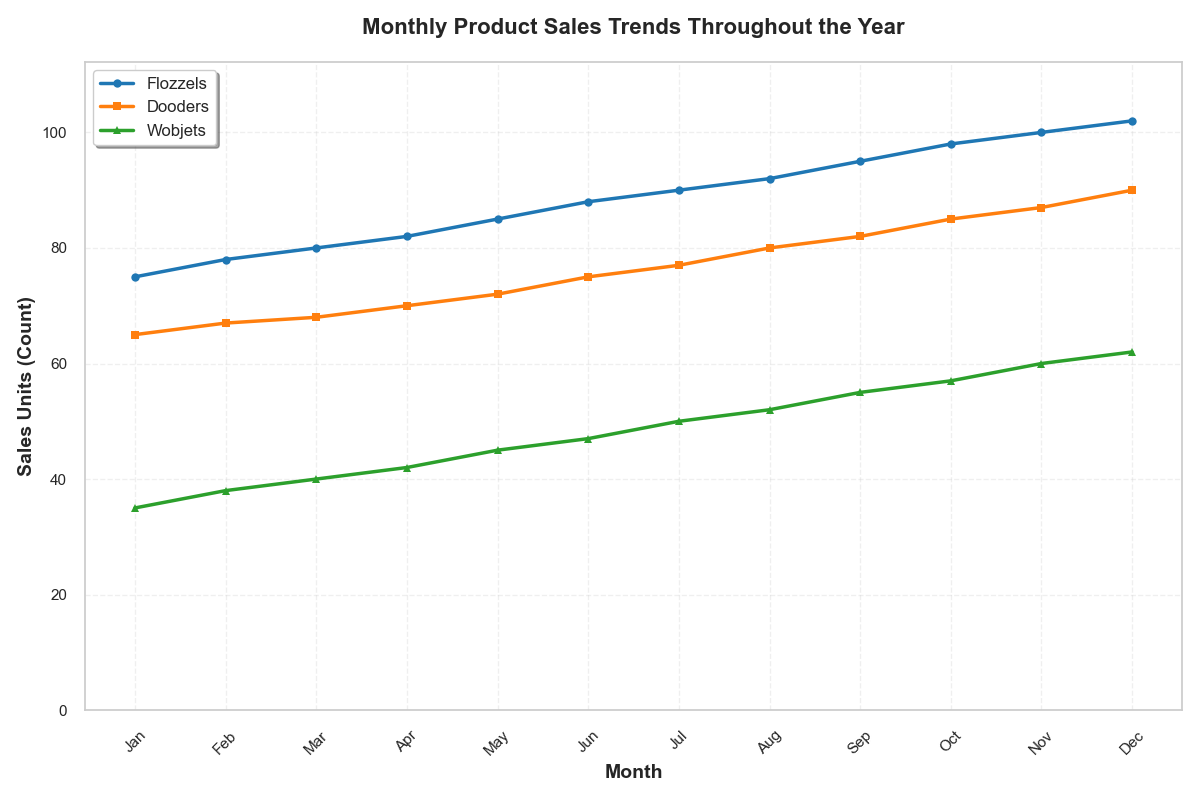 Monthly Product Sales Trends Throughout the Year
Flozzels
Dooders
Wobjets
Sales Units (Count)
100
80
60
40
20
0
Jan Feb Mar Apr May Jun Jul Aug Sep Oct Nov Dec
Month